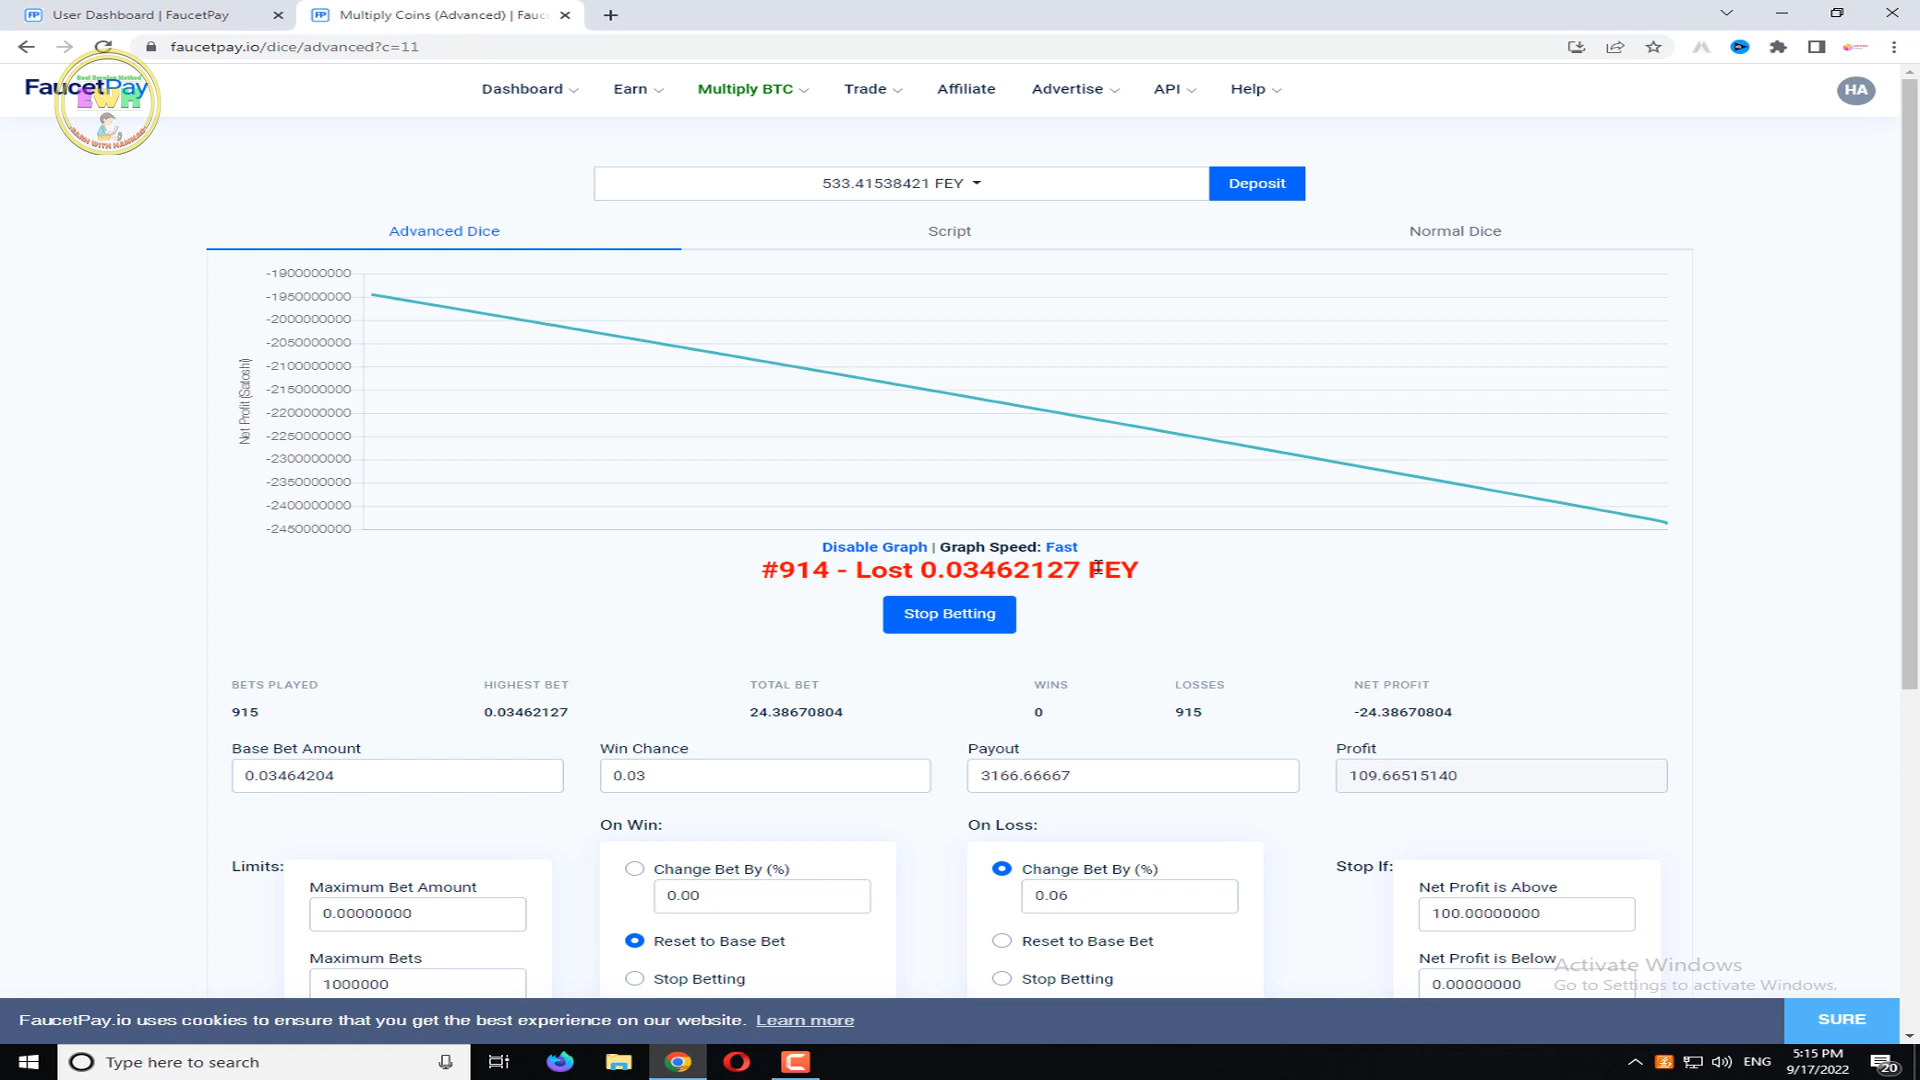 User Dashboard | FaucetPay
Multiply Coins (Advanced) | Fauc
faucetpay.io/dice/advanced?c=11
FaucetPay
Real Earning Method
EWH
EARN WITH HAMMAD
Dashboard
Earn
Multiply BTC
Trade
Affiliate
Advertise
API
Help
HA
533.41538421 FEY
Deposit
Advanced Dice
Script
Normal Dice
Net Profit (Satoshi)
-1900000000
-1950000000
-2000000000
-2050000000
-2100000000
-2150000000
-2200000000
-2250000000
-2300000000
-2350000000
-2400000000
-2450000000
Disable Graph | Graph Speed: Fast
#914 - Lost 0.03462127 FEY
Stop Betting
BETS PLAYED
HIGHEST BET
TOTAL BET
WINS
LOSSES
NET PROFIT
915
0.03462127
24.38670804
0
915
-24.38670804
Base Bet Amount
Win Chance
Payout
Profit
0.03464204
0.03
3166.66667
109.66515140
On Win:
On Loss:
Limits:
Stop If:
Maximum Bet Amount
0.00000000
Maximum Bets
1000000
Change Bet By (%)
0.00
Reset to Base Bet
Stop Betting
Change Bet By (%)
0.06
Reset to Base Bet
Stop Betting
Net Profit is Above
100.00000000
Net Profit is Below
0.00000000
Activate Windows
Go to Settings to activate Windows.
FaucetPay.io uses cookies to ensure that you get the best experience on our website. Learn more
SURE
Type here to search
ENG
5:15 PM
9/17/2022
20